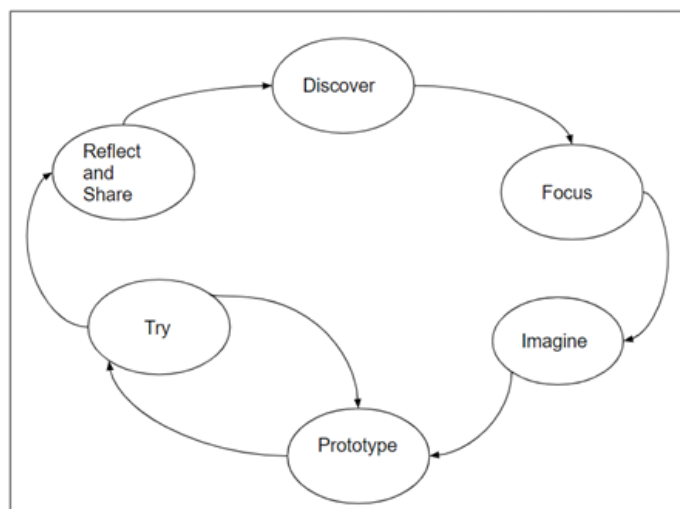 Discover
Reflect
and
Share
Focus
Try
Imagine
Prototype